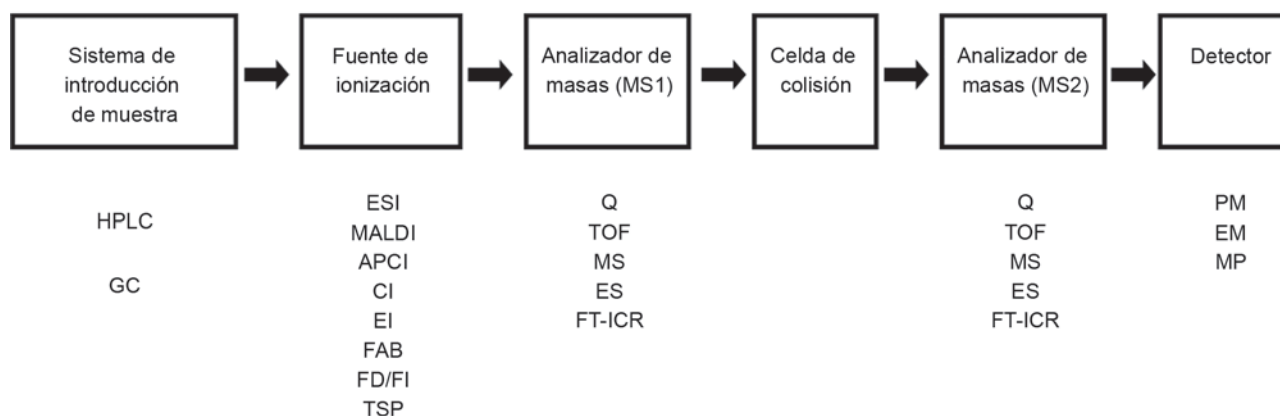 Sistema de
introducción
de muestra
Fuente de
ionización
Analizador de
masas (MS1)
Celda de
colisión
Analizador de
masas (MS2)
Detector
HPLC
GC
ESI
MALDI
APCI
CI
EI
FAB
FD/FI
TSP
Q
TOF
MS
ES
FT-ICR
Q
TOF
MS
ES
FT-ICR
PM
EM
MP